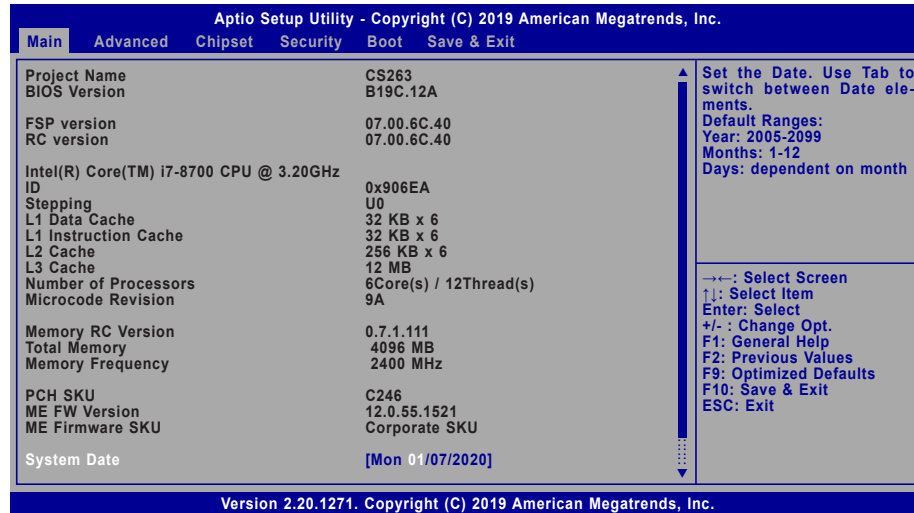 Aptio Setup Utility - Copyright (C) 2019 American Megatrends, Inc.
Main Advanced Chipset Security Boot Save & Exit
Project Name CS263
BIOS Version B19C.12A
FSP version 07.00.6C.40
RC version 07.00.6C.40
Intel(R) Core(TM) i7-8700 CPU @ 3.20GHz
ID 0x906EA
Stepping U0
L1 Data Cache 32 KB x 6
L1 Instruction Cache 32 KB x 6
L2 Cache 256 KB x 6
L3 Cache 12 MB
Number of Processors 6Core(s) / 12Thread(s)
Microcode Revision 9A
Memory RC Version 0.7.1.111
Total Memory 4096 MB
Memory Frequency 2400 MHz
PCH SKU C246
ME FW Version 12.0.55.1521
ME Firmware SKU Corporate SKU
System Date [Mon 01/07/2020]
Set the Date. Use Tab to
switch between Date ele-
ments.
Default Ranges:
Year: 2005-2099
Months: 1-12
Days: dependent on month
→←: Select Screen
↑↓: Select Item
Enter: Select
+/- : Change Opt.
F1: General Help
F2: Previous Values
F9: Optimized Defaults
F10: Save & Exit
ESC: Exit
Version 2.20.1271. Copyright (C) 2019 American Megatrends, Inc.